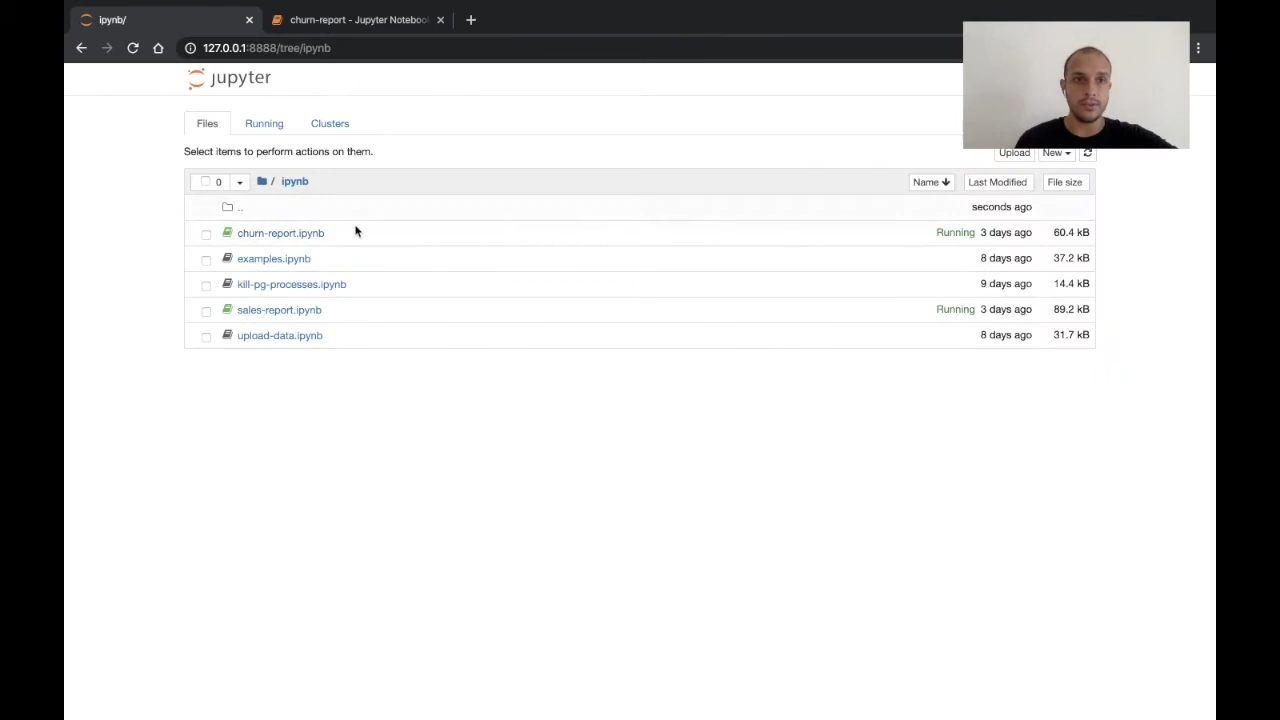 ipynb/
churn-report - Jupyter Notebook
127.0.0.1:8888/tree/ipynb
jupyter
Files Running Clusters
Select items to perform actions on them.
Upload New
0 / ipynb Name Last Modified File size
.. seconds ago
churn-report.ipynb Running 3 days ago 60.4 kB
examples.ipynb 8 days ago 37.2 kB
kill-pg-processes.ipynb 9 days ago 14.4 kB
sales-report.ipynb Running 3 days ago 89.2 kB
upload-data.ipynb 8 days ago 31.7 kB